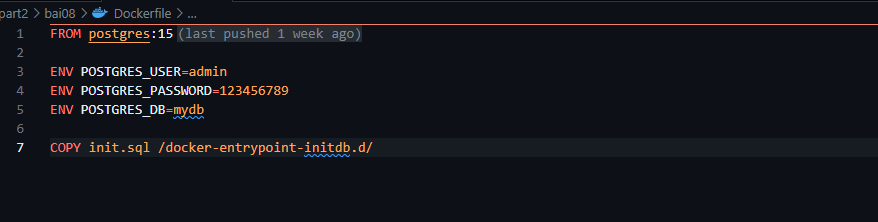 part2 > bai08 > Dockerfile > ...
1 FROM postgres:15 (last pushed 1 week ago)
2
3 ENV POSTGRES_USER=admin
4 ENV POSTGRES_PASSWORD=123456789
5 ENV POSTGRES_DB=mydb
6
7 COPY init.sql /docker-entrypoint-initdb.d/